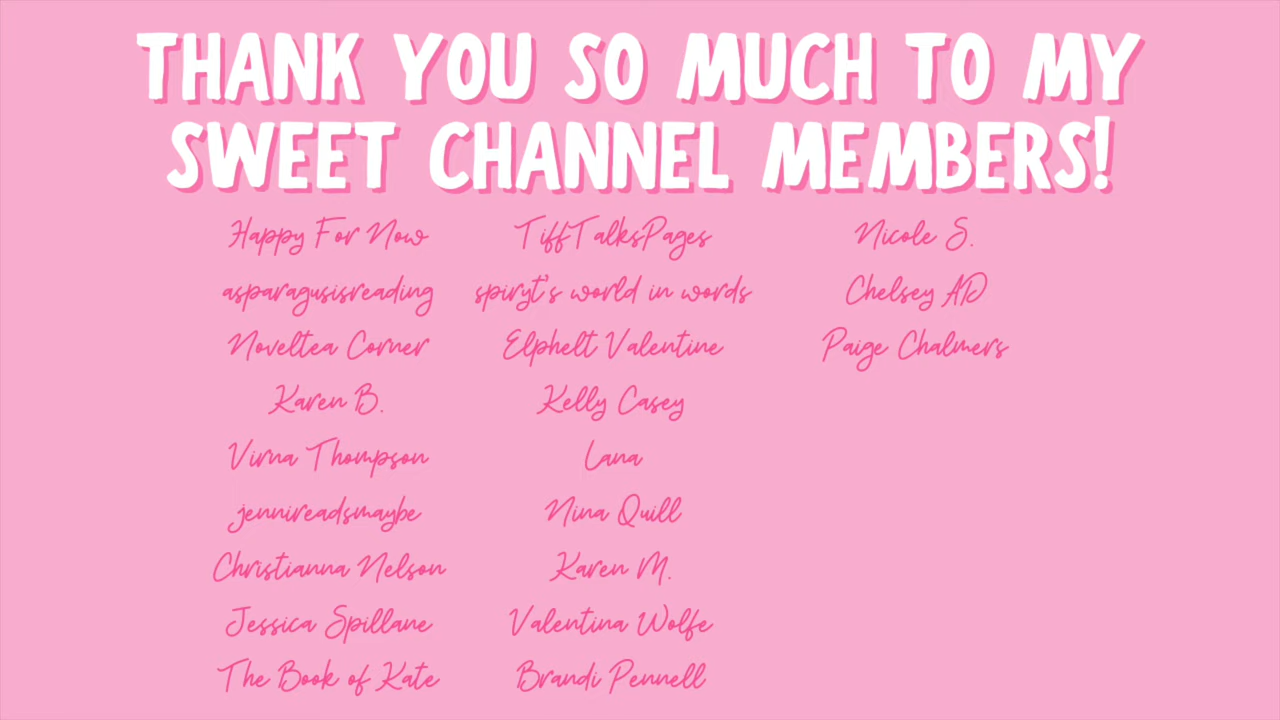 THANK YOU SO MUCH TO MY
SWEET CHANNEL MEMBERS!
Happy For Now
asparagusisreading
Noveltea Corner
Karen B.
Virna Thompson
jennireadsmaybe
Christianna Nelson
Jessica Spillane
The Book of Kate
TiffTalksPages
spiryt's world in words
Elphelt Valentine
Kelly Casey
Lana
Nina Quill
Karen M.
Valentina Wolfe
Brandi Pennell
Nicole S.
Chelsey AD
Paige Chalmers